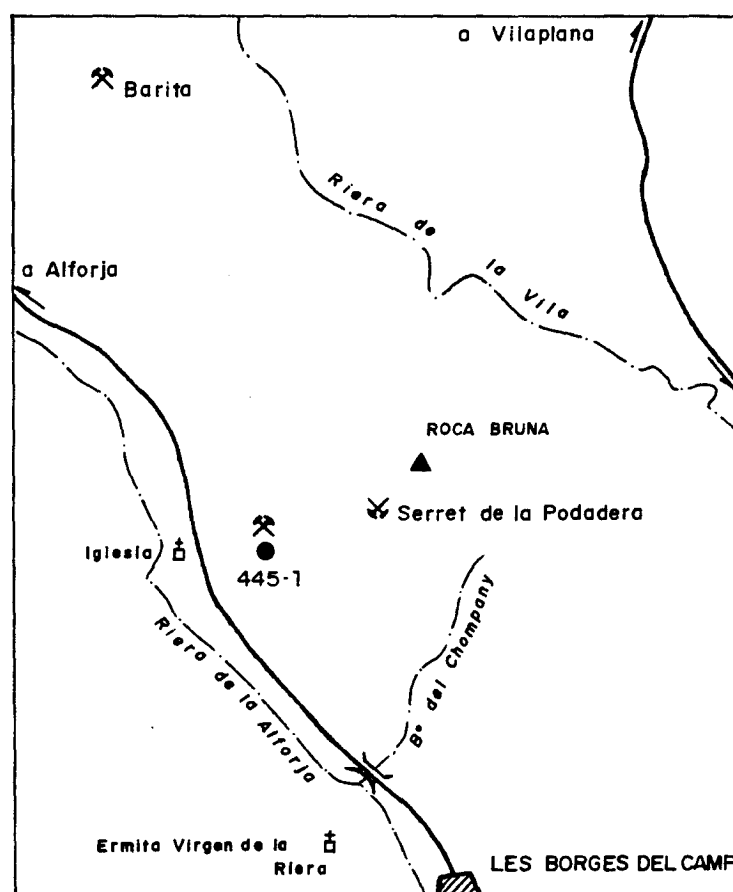 a Vilaplana
Barita
Riera de la Vila
a Alforja
ROCA BRUNA
Serret de la Podadera
Iglesia
445-1
Riera de la Alforja
Bº del Chompany
Ermita Virgen de la
Riera
LES BORGES DEL CAMP